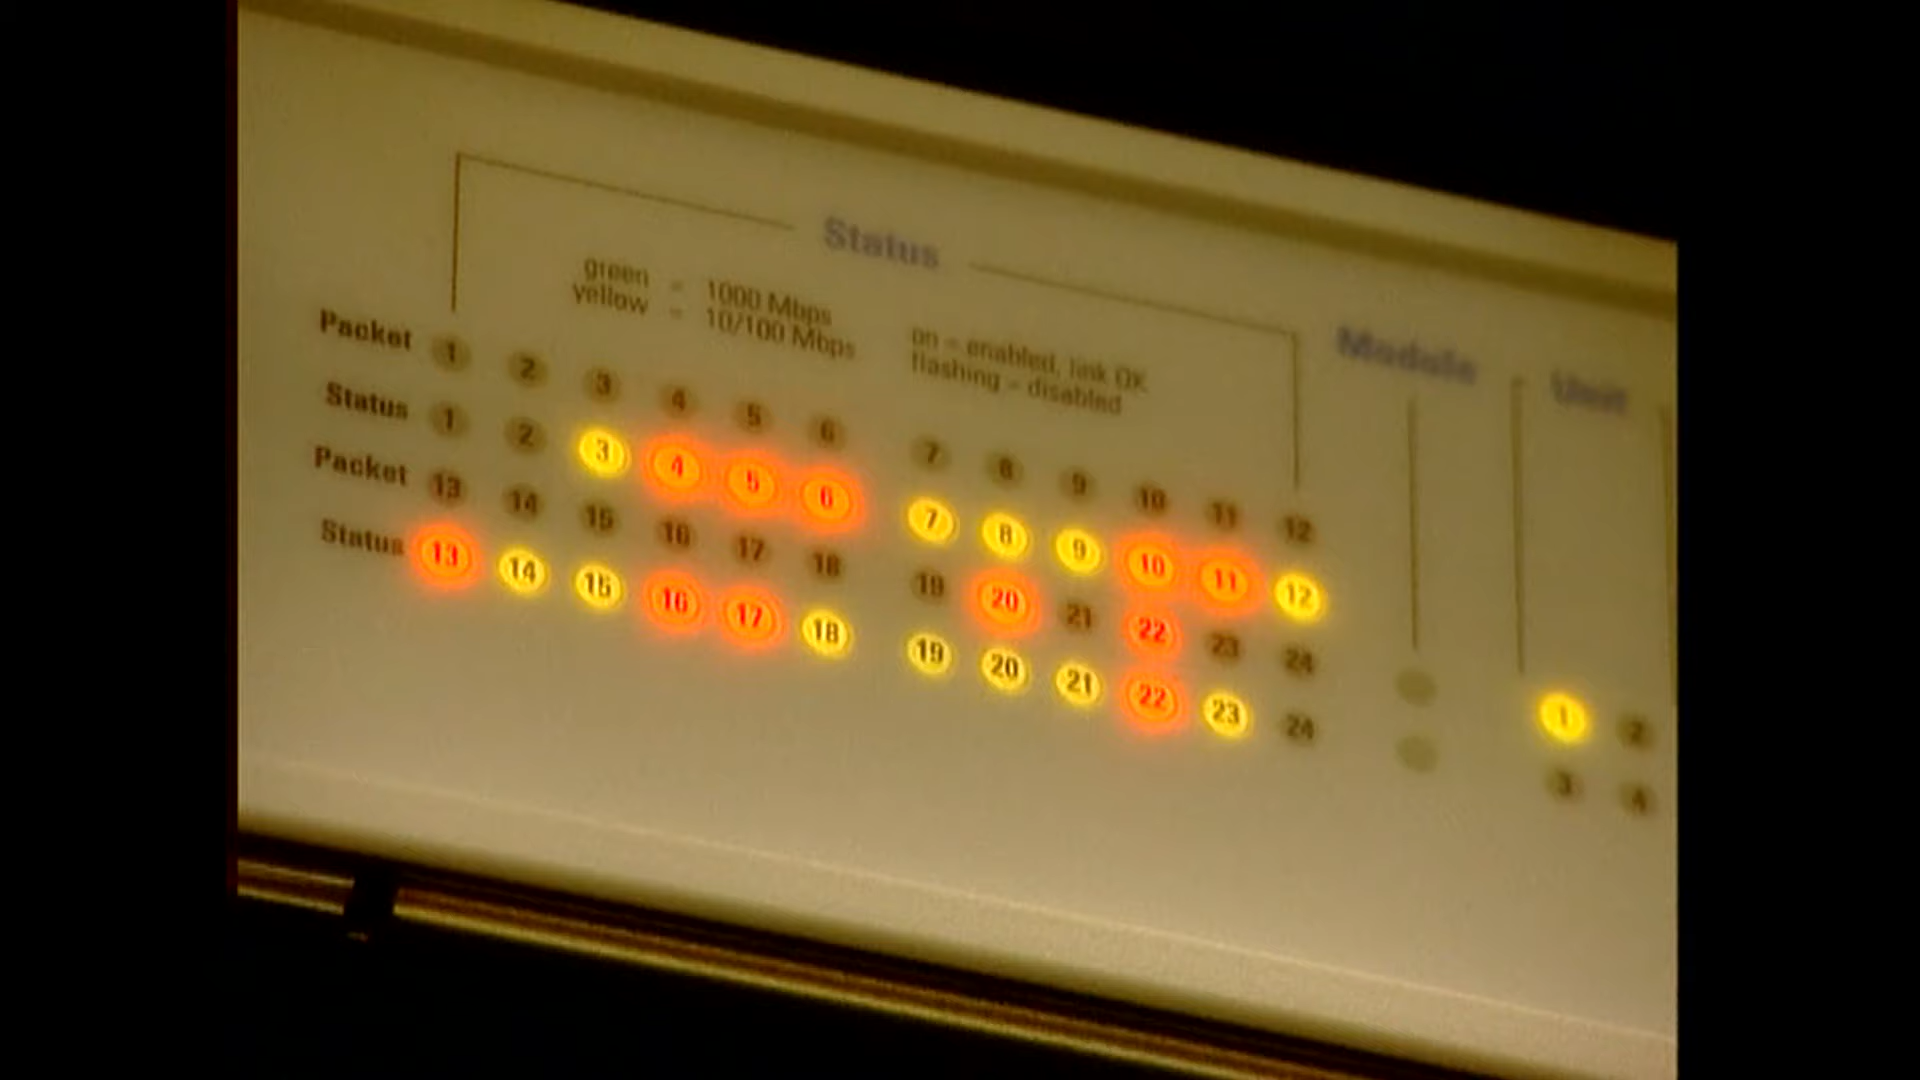 Status
green = 1000 Mbps
yellow = 10/100 Mbps
on = enabled, link OK
flashing = disabled
Module
Unit
Packet 1 2 3 4 5 6 7 8 9 10 11 12
Status 1 2 3 4 5 6 7 8 9 10 11 12
Packet 13 14 15 16 17 18 19 20 21 22 23 24
Status 13 14 15 16 17 18 19 20 21 22 23 24
1 2
3 4